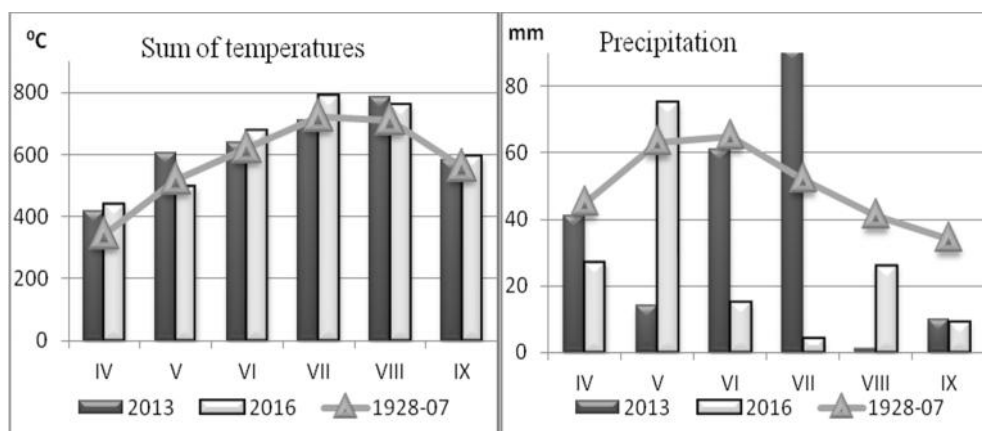 ºC
Sum of temperatures
800
600
400
200
0
IV V VI VII VIII IX
2013 2016 1928-07
mm
Precipitation
80
60
40
20
0
IV V VI VII VIII IX
2013 2016 1928-07